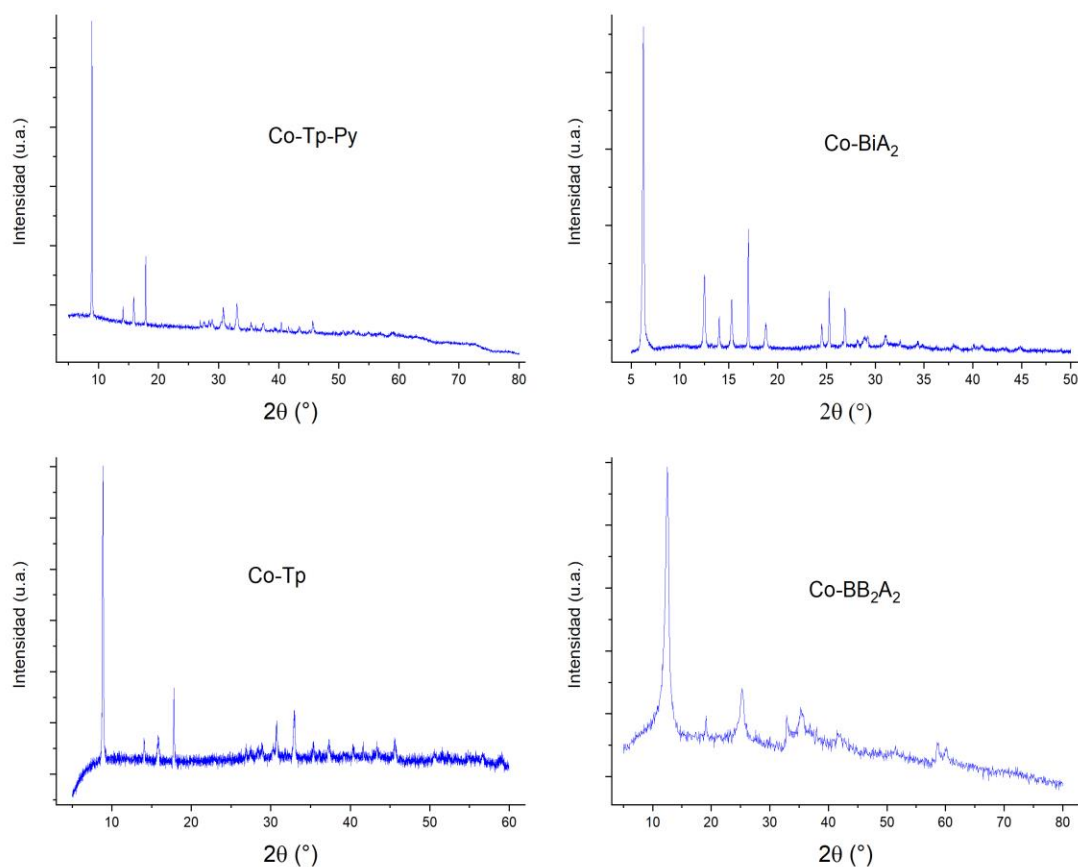 Intensidad (u.a.)
Co-Tp-Py
10 20 30 40 50 60 70 80
2θ (°)
Intensidad (u.a.)
Co-BiA2
5 10 15 20 25 30 35 40 45 50
2θ (°)
Intensidad (u.a.)
Co-Tp
10 20 30 40 50 60
2θ (°)
Intensidad (u.a.)
Co-BB2A2
10 20 30 40 50 60 70 80
2θ (°)